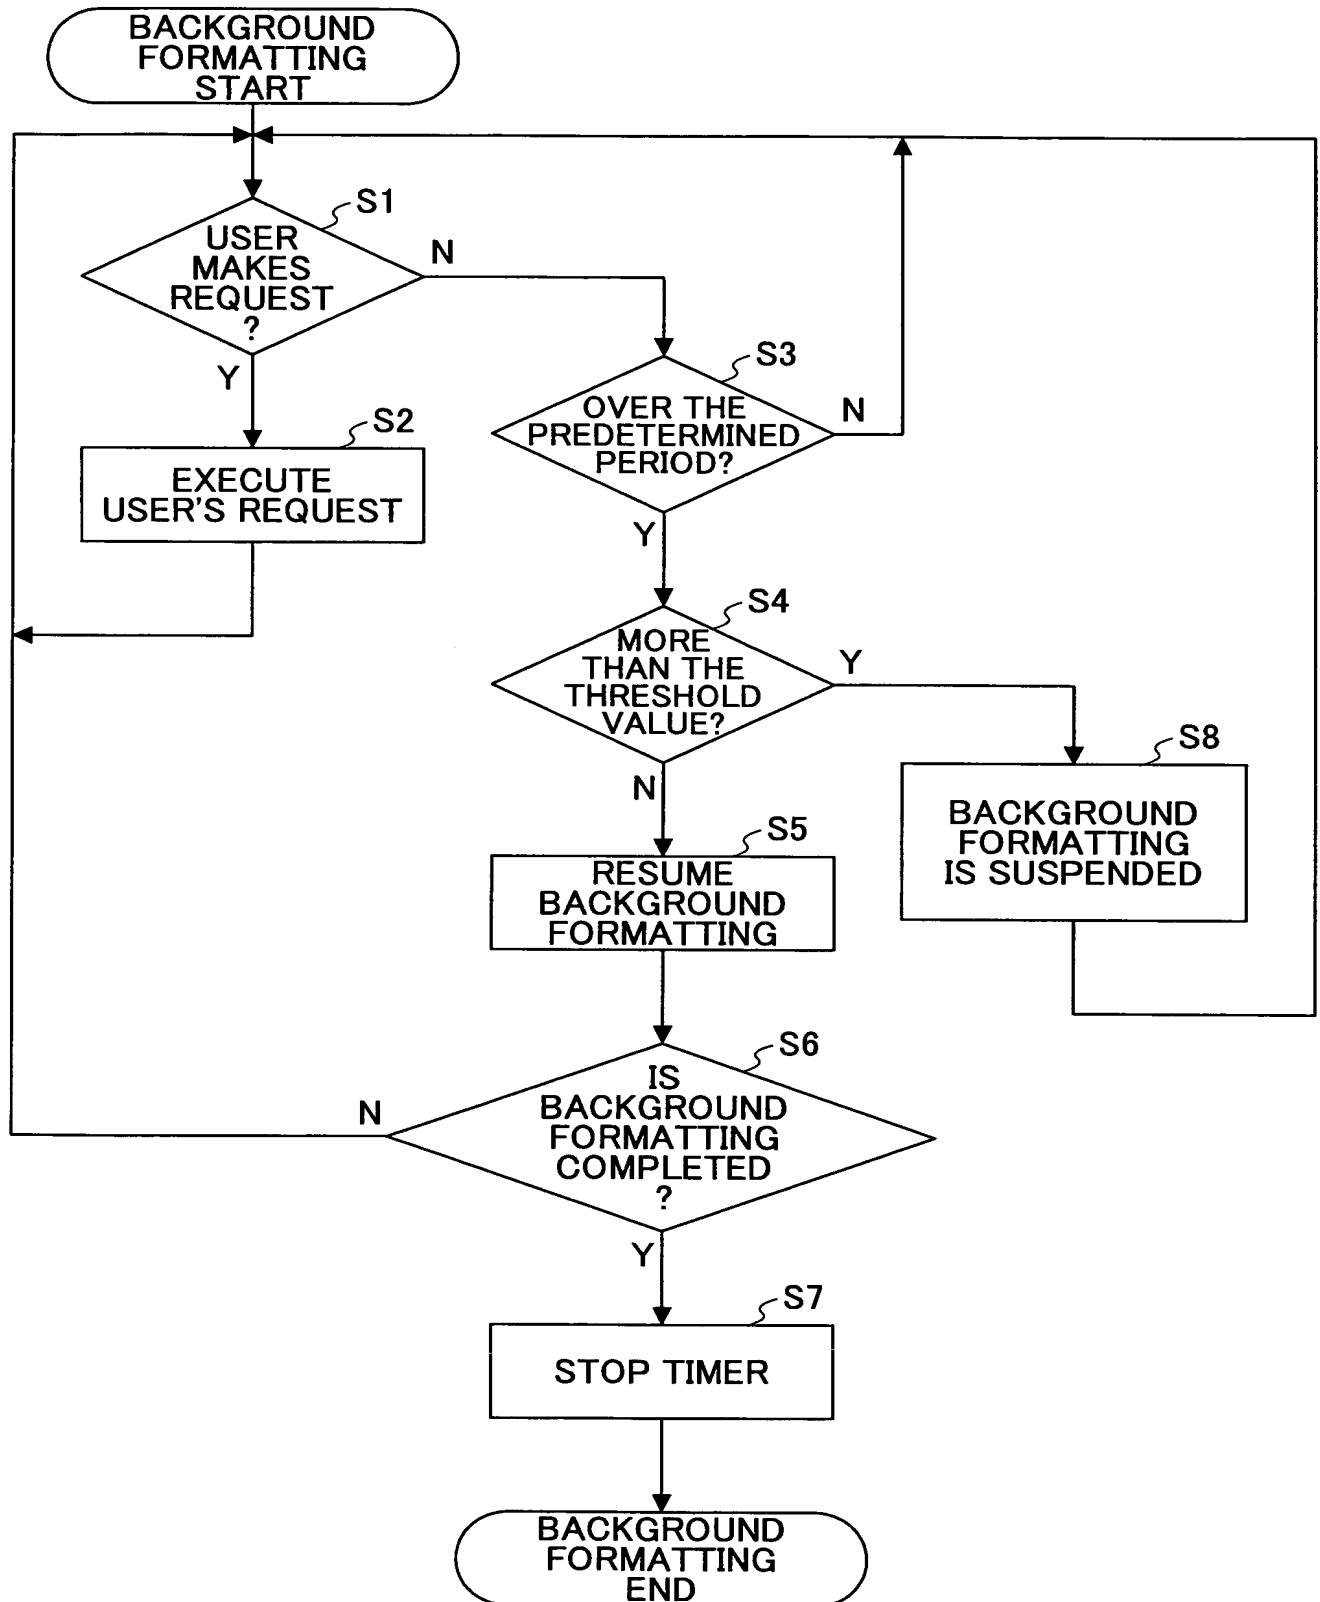 BACKGROUND
FORMATTING
START
S1
USER
MAKES
REQUEST
?
N
Y
S2
EXECUTE
USER'S REQUEST
S3
OVER THE
PREDETERMINED
PERIOD?
N
Y
S4
MORE
THAN THE
THRESHOLD
VALUE?
Y
N
S8
BACKGROUND
FORMATTING
IS SUSPENDED
S5
RESUME
BACKGROUND
FORMATTING
S6
IS
BACKGROUND
FORMATTING
COMPLETED
?
N
Y
S7
STOP TIMER
BACKGROUND
FORMATTING
END